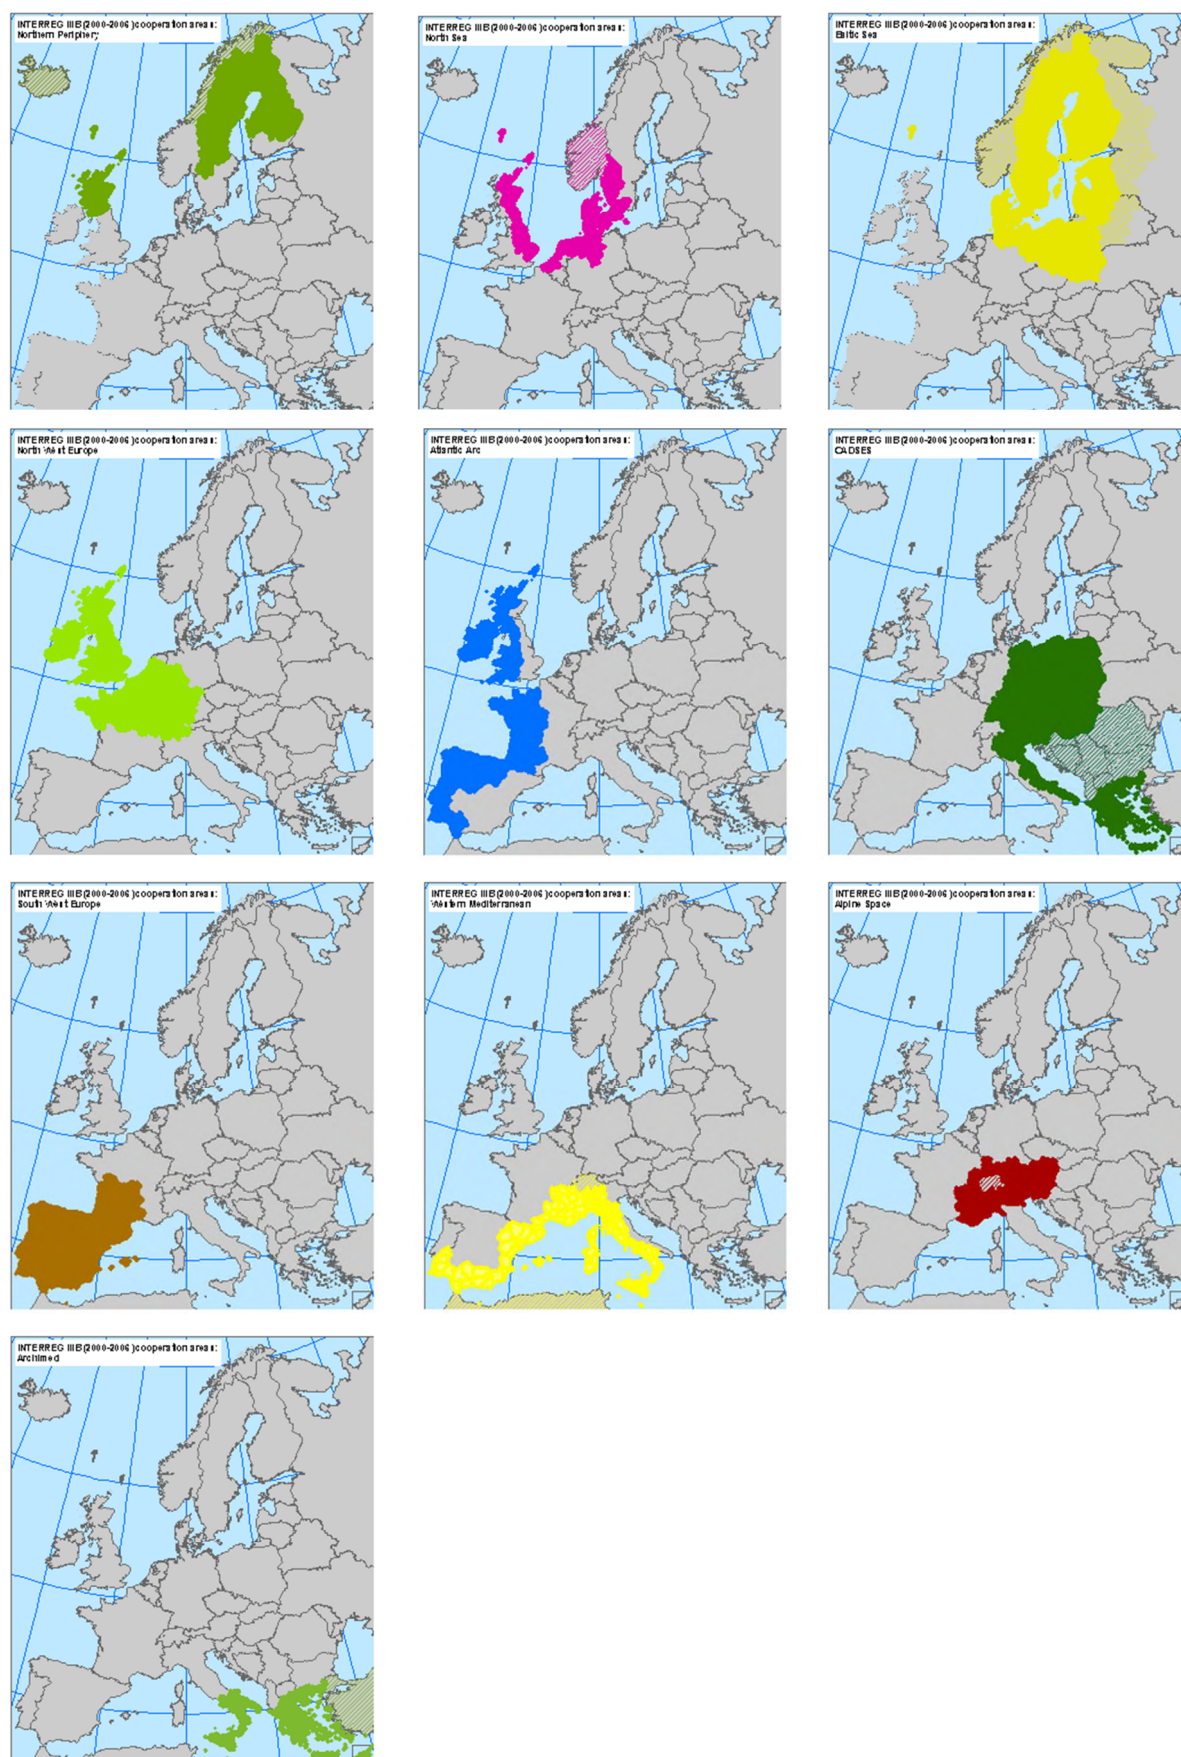 INTERREG IIIB (2000-2006) cooperation areas:
Northern Periphery
INTERREG IIIB (2000-2006) cooperation areas:
North Sea
INTERREG IIIB (2000-2006) cooperation areas:
Baltic Sea
INTERREG IIIB (2000-2006) cooperation areas:
North West Europe
INTERREG IIIB (2000-2006) cooperation areas:
Atlantic Arc
INTERREG IIIB (2000-2006) cooperation areas:
CADSES
INTERREG IIIB (2000-2006) cooperation areas:
South West Europe
INTERREG IIIB (2000-2006) cooperation areas:
Western Mediterranean
INTERREG IIIB (2000-2006) cooperation areas:
Alpine Space
INTERREG IIIB (2000-2006) cooperation areas:
Archimed